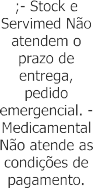 ;- Stock e
Servimed Não
atendem o
prazo de
entrega,
pedido
emergencial. -
Medicamental
Não atende as
condições de
pagamento.